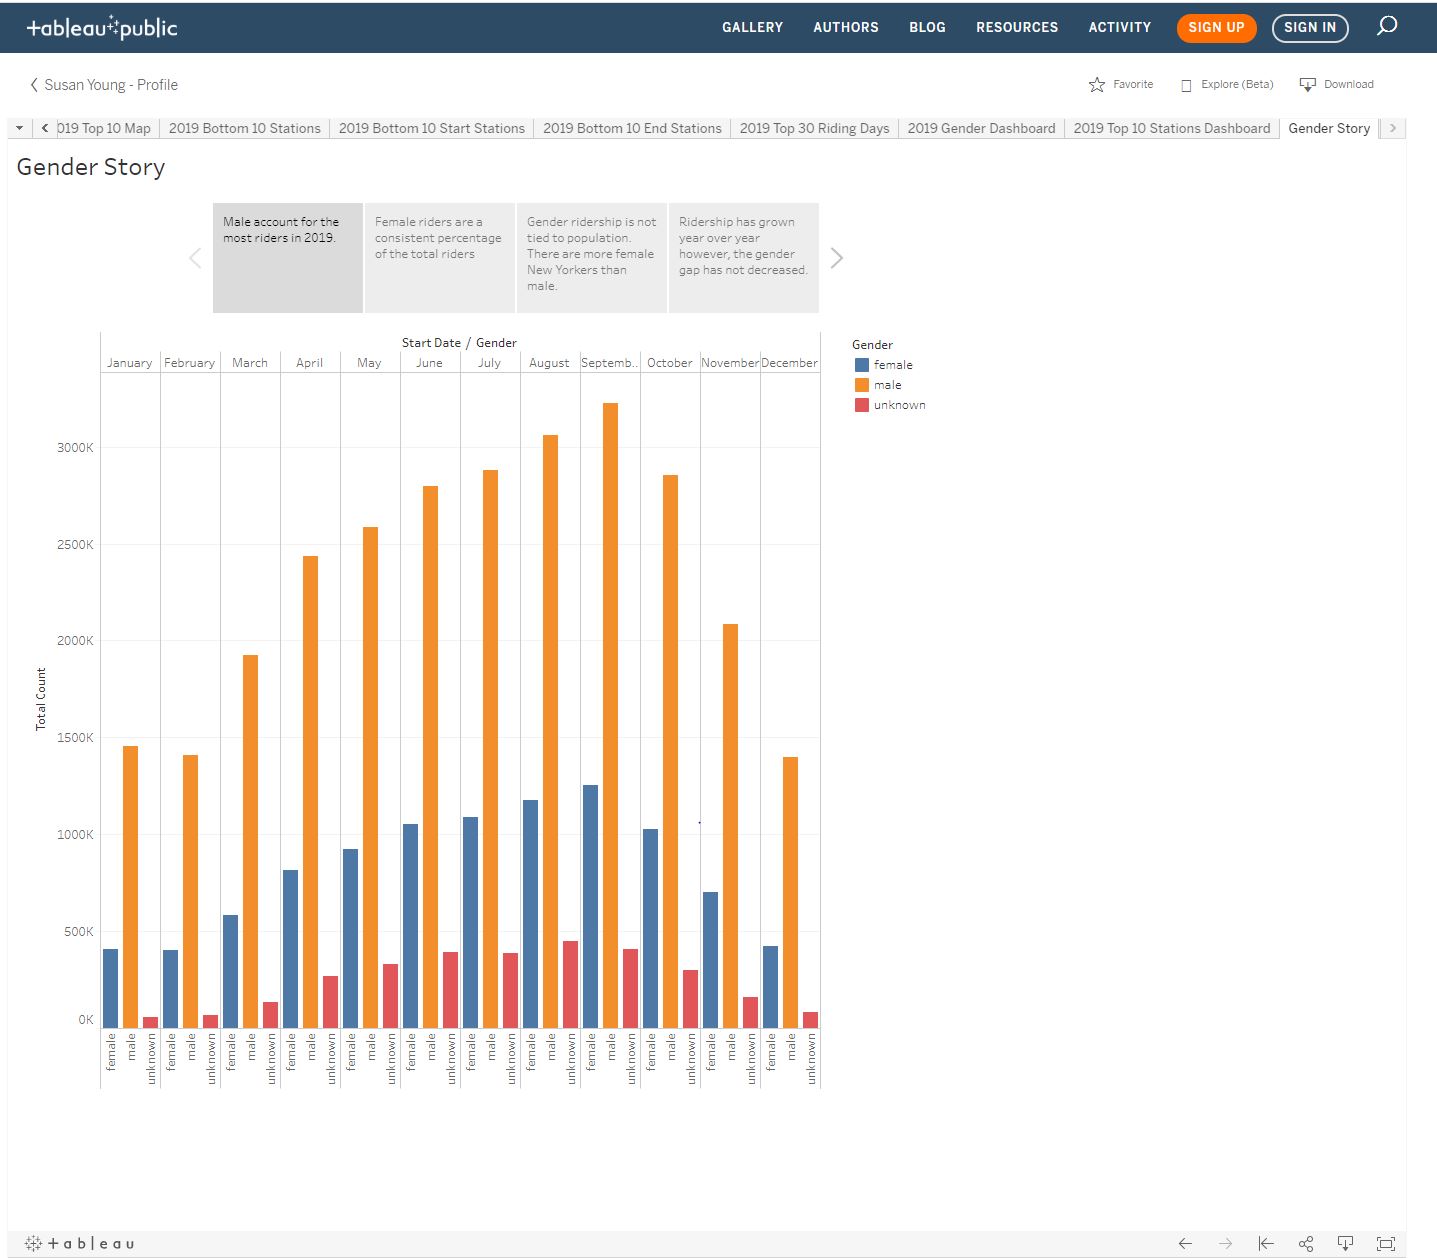 +ableau public
GALLERY AUTHORS BLOG RESOURCES ACTIVITY SIGN UP SIGN IN
Susan Young - Profile
Favorite Explore (Beta) Download
019 Top 10 Map 2019 Bottom 10 Stations 2019 Bottom 10 Start Stations 2019 Bottom 10 End Stations 2019 Top 30 Riding Days 2019 Gender Dashboard 2019 Top 10 Stations Dashboard Gender Story
Gender Story
Male account for the
most riders in 2019.
Female riders are a
consistent percentage
of the total riders
Gender ridership is not
tied to population.
There are more female
New Yorkers than
male.
Ridership has grown
year over year
however, the gender
gap has not decreased.
Start Date / Gender
January February March April May June July August Septemb.. October November December
Gender
female
male
unknown
3000K
2500K
2000K
1500K
1000K
500K
0K
Total Count
female male unknown female male unknown female male unknown female male unknown female male unknown female male unknown female male unknown female male unknown female male unknown female male unknown female male unknown female male unknown
+ableau